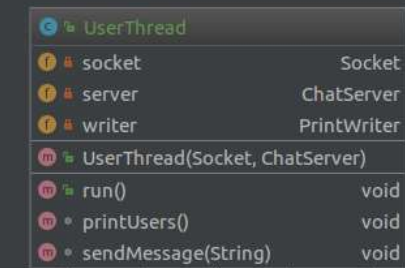 UserThread
socket Socket
server ChatServer
writer PrintWriter
UserThread(Socket, ChatServer)
run() void
printUsers() void
sendMessage(String) void